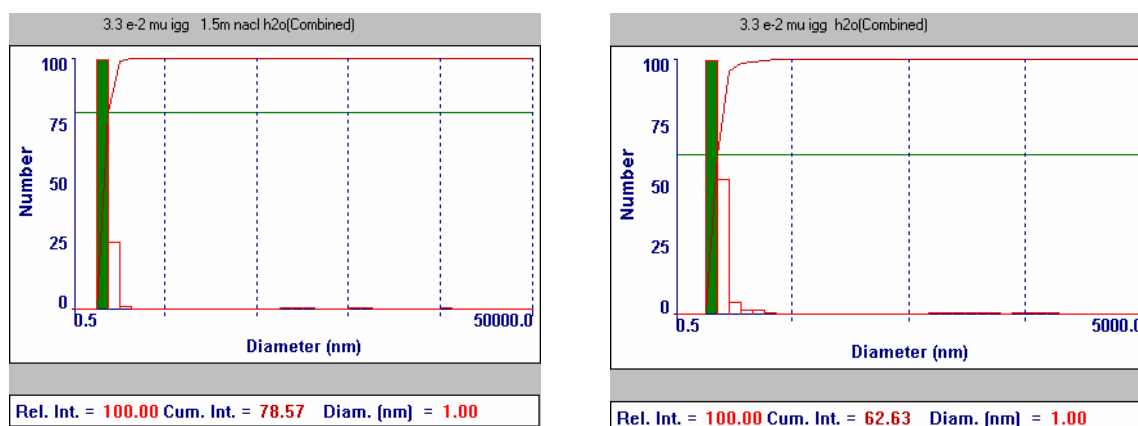 3.3 e-2 mu igg 1.5m nacl h2o(Combined)
100
75
50
25
0
Number
0.5
50000.0
Diameter (nm)
Rel. Int. = 100.00 Cum. Int. = 78.57 Diam. (nm) = 1.00
3.3 e-2 mu igg h2o(Combined)
100
75
50
25
0
Number
0.5
5000.0
Diameter (nm)
Rel. Int. = 100.00 Cum. Int. = 62.63 Diam. (nm) = 1.00